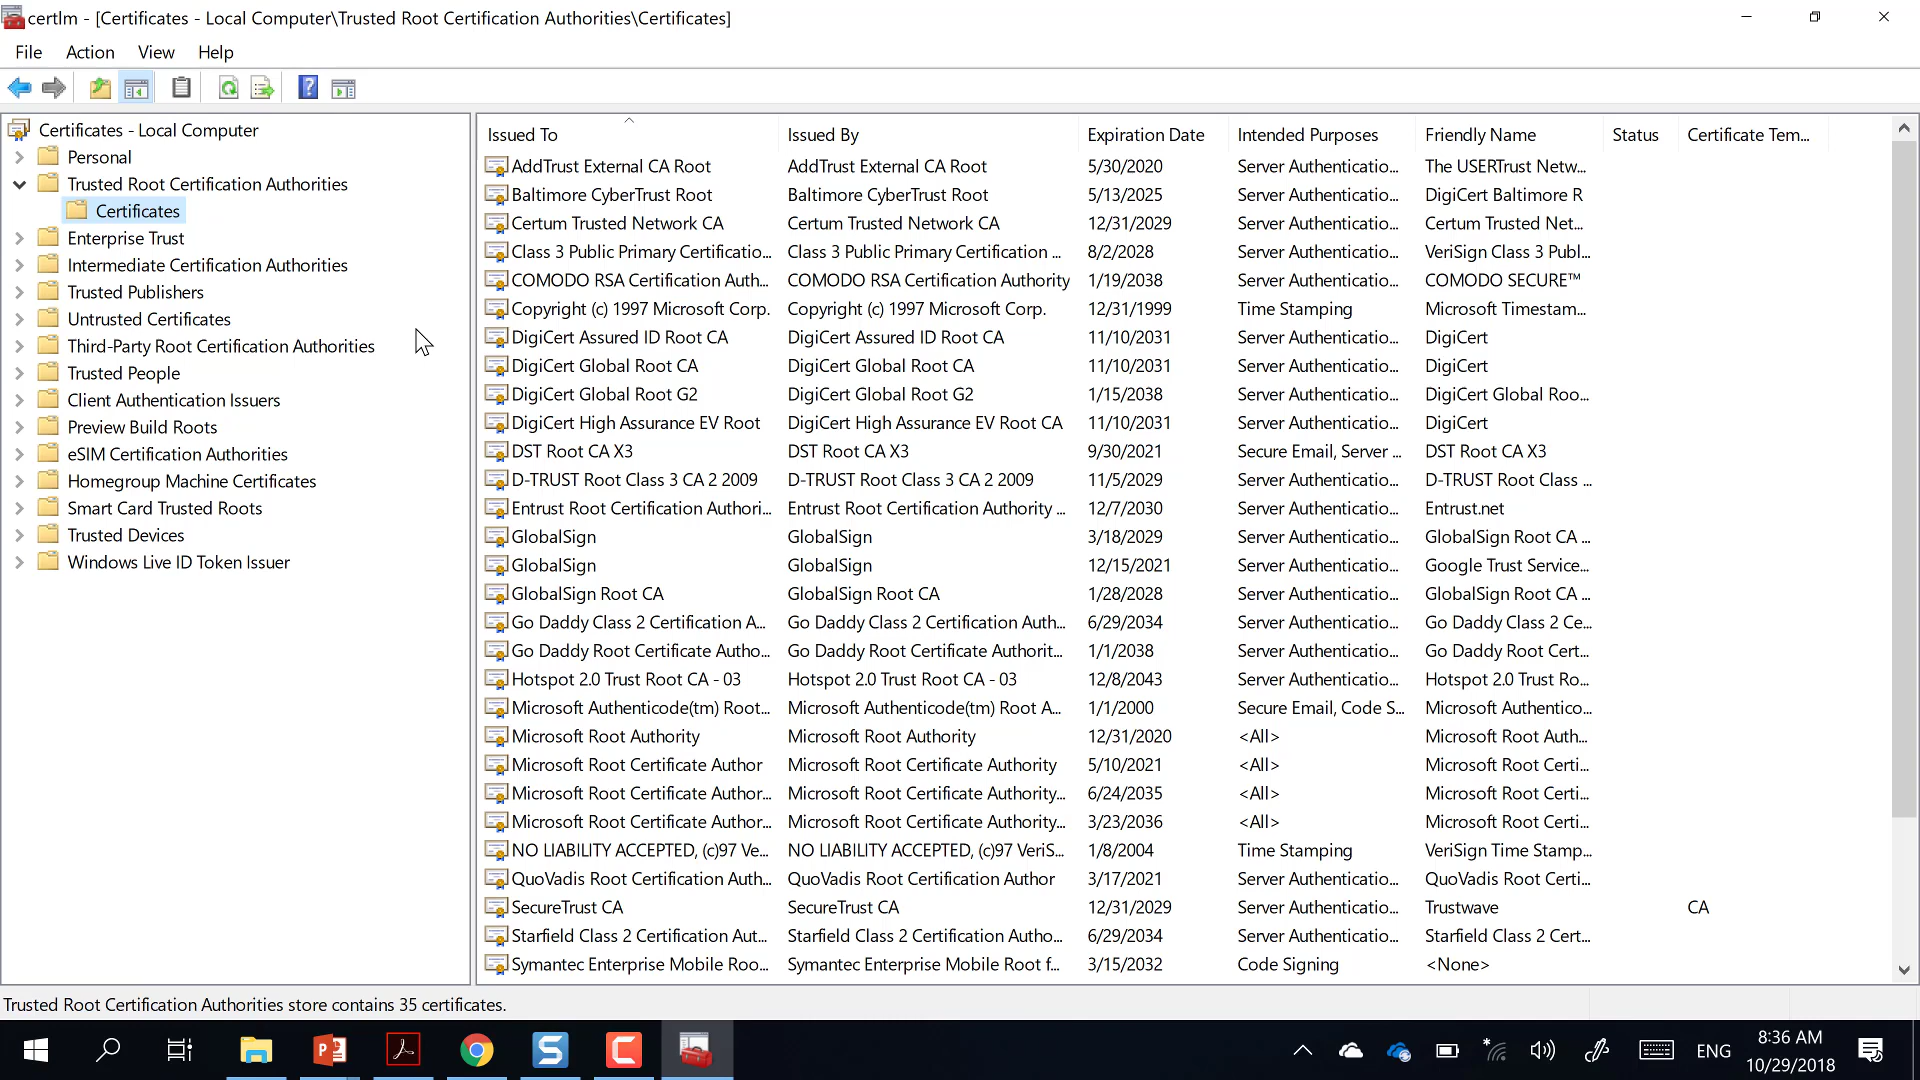 certlm - [Certificates - Local Computer\Trusted Root Certification Authorities\Certificates]
File Action View Help
Certificates - Local Computer
Personal
Trusted Root Certification Authorities
Certificates
Enterprise Trust
Intermediate Certification Authorities
Trusted Publishers
Untrusted Certificates
Third-Party Root Certification Authorities
Trusted People
Client Authentication Issuers
Preview Build Roots
eSIM Certification Authorities
Homegroup Machine Certificates
Smart Card Trusted Roots
Trusted Devices
Windows Live ID Token Issuer
Issued To Issued By Expiration Date Intended Purposes Friendly Name Status Certificate Tem...
AddTrust External CA Root AddTrust External CA Root 5/30/2020 Server Authenticatio... The USERTrust Netw...
Baltimore CyberTrust Root Baltimore CyberTrust Root 5/13/2025 Server Authenticatio... DigiCert Baltimore R
Certum Trusted Network CA Certum Trusted Network CA 12/31/2029 Server Authenticatio... Certum Trusted Net...
Class 3 Public Primary Certificatio... Class 3 Public Primary Certification ... 8/2/2028 Server Authenticatio... VeriSign Class 3 Publ...
COMODO RSA Certification Auth... COMODO RSA Certification Authority 1/19/2038 Server Authenticatio... COMODO SECURE™
Copyright (c) 1997 Microsoft Corp. Copyright (c) 1997 Microsoft Corp. 12/31/1999 Time Stamping Microsoft Timestam...
DigiCert Assured ID Root CA DigiCert Assured ID Root CA 11/10/2031 Server Authenticatio... DigiCert
DigiCert Global Root CA DigiCert Global Root CA 11/10/2031 Server Authenticatio... DigiCert
DigiCert Global Root G2 DigiCert Global Root G2 1/15/2038 Server Authenticatio... DigiCert Global Roo...
DigiCert High Assurance EV Root DigiCert High Assurance EV Root CA 11/10/2031 Server Authenticatio... DigiCert
DST Root CA X3 DST Root CA X3 9/30/2021 Secure Email, Server ... DST Root CA X3
D-TRUST Root Class 3 CA 2 2009 D-TRUST Root Class 3 CA 2 2009 11/5/2029 Server Authenticatio... D-TRUST Root Class ...
Entrust Root Certification Authori... Entrust Root Certification Authority ... 12/7/2030 Server Authenticatio... Entrust.net
GlobalSign GlobalSign 3/18/2029 Server Authenticatio... GlobalSign Root CA ...
GlobalSign GlobalSign 12/15/2021 Server Authenticatio... Google Trust Service...
GlobalSign Root CA GlobalSign Root CA 1/28/2028 Server Authenticatio... GlobalSign Root CA ...
Go Daddy Class 2 Certification A... Go Daddy Class 2 Certification Auth... 6/29/2034 Server Authenticatio... Go Daddy Class 2 Ce...
Go Daddy Root Certificate Autho... Go Daddy Root Certificate Authorit... 1/1/2038 Server Authenticatio... Go Daddy Root Cert...
Hotspot 2.0 Trust Root CA - 03 Hotspot 2.0 Trust Root CA - 03 12/8/2043 Server Authenticatio... Hotspot 2.0 Trust Ro...
Microsoft Authenticode(tm) Root... Microsoft Authenticode(tm) Root A... 1/1/2000 Secure Email, Code S... Microsoft Authentico...
Microsoft Root Authority Microsoft Root Authority 12/31/2020 <All> Microsoft Root Auth...
Microsoft Root Certificate Author Microsoft Root Certificate Authority 5/10/2021 <All> Microsoft Root Certi...
Microsoft Root Certificate Author... Microsoft Root Certificate Authority... 6/24/2035 <All> Microsoft Root Certi...
Microsoft Root Certificate Author... Microsoft Root Certificate Authority... 3/23/2036 <All> Microsoft Root Certi...
NO LIABILITY ACCEPTED, (c)97 Ve... NO LIABILITY ACCEPTED, (c)97 VeriS... 1/8/2004 Time Stamping VeriSign Time Stamp...
QuoVadis Root Certification Auth... QuoVadis Root Certification Author 3/17/2021 Server Authenticatio... QuoVadis Root Certi...
SecureTrust CA SecureTrust CA 12/31/2029 Server Authenticatio... Trustwave CA
Starfield Class 2 Certification Aut... Starfield Class 2 Certification Autho... 6/29/2034 Server Authenticatio... Starfield Class 2 Cert...
Symantec Enterprise Mobile Roo... Symantec Enterprise Mobile Root f... 3/15/2032 Code Signing <None>
Trusted Root Certification Authorities store contains 35 certificates.
ENG
8:36 AM
10/29/2018